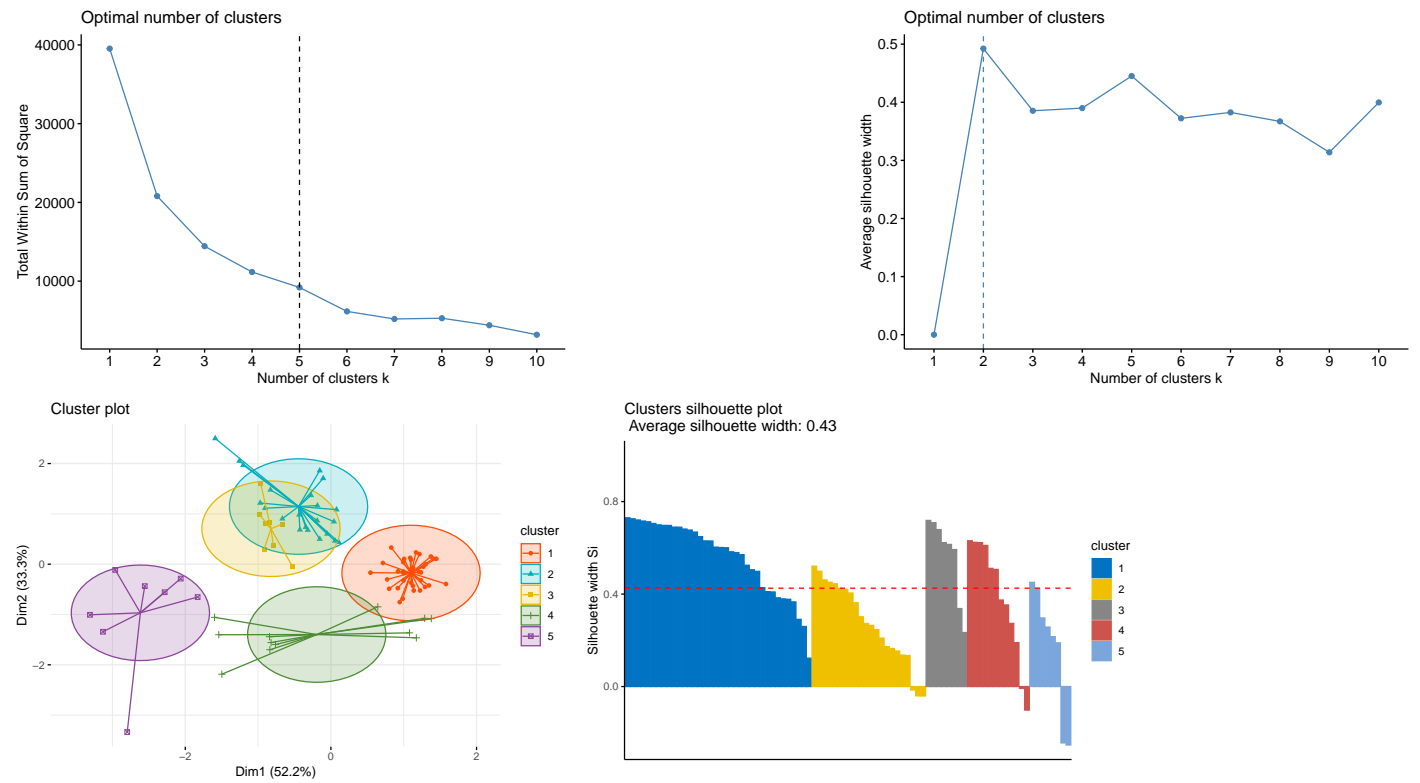 Optimal number of clusters
Total Within Sum of Square
40000
30000
20000
10000
1 2 3 4 5 6 7 8 9 10
Number of clusters k
Optimal number of clusters
Average silhouette width
0.5
0.4
0.3
0.2
0.1
0.0
1 2 3 4 5 6 7 8 9 10
Number of clusters k
Cluster plot
Dim2 (33.3%)
2
0
−2
−2 0 2
Dim1 (52.2%)
cluster
1
2
3
4
5
Clusters silhouette plot
Average silhouette width: 0.43
Silhouette width Si
0.8
0.4
0.0
cluster
1
2
3
4
5